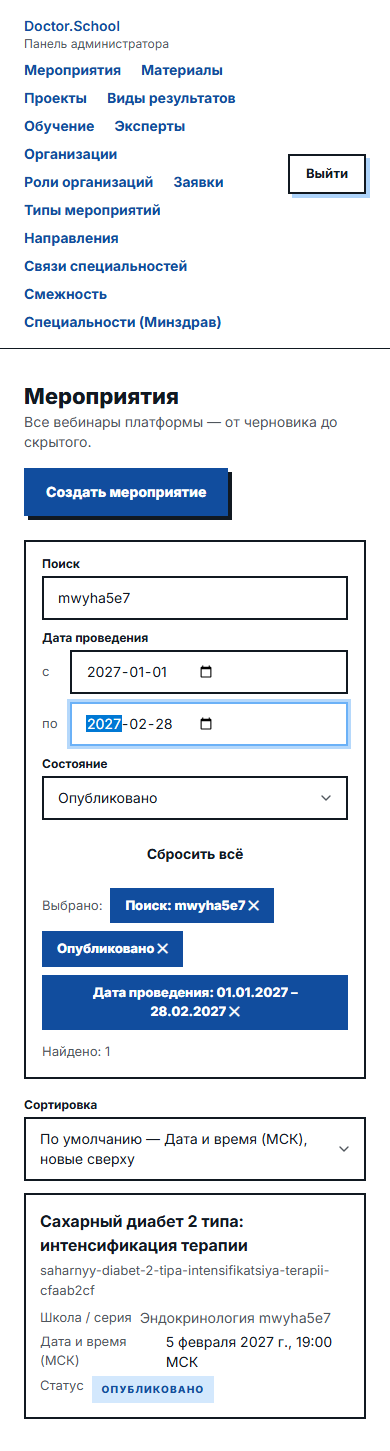 Doctor.School
Панель администратора
Мероприятия Материалы
Проекты Виды результатов
Обучение Эксперты
Организации
Роли организаций Заявки
Типы мероприятий
Направления
Связи специальностей
Смежность
Специальности (Минздрав)
Выйти
Мероприятия
Все вебинары платформы — от черновика до
скрытого.
Создать мероприятие
Поиск
mwyha5e7
Дата проведения
с 2027-01-01
по 2027-02-28
Состояние
Опубликовано
Сбросить всё
Выбрано: Поиск: mwyha5e7 ✕
Опубликовано ✕
Дата проведения: 01.01.2027 –
28.02.2027 ✕
Найдено: 1
Сортировка
По умолчанию — Дата и время (МСК),
новые сверху
Сахарный диабет 2 типа:
интенсификация терапии
saharnyy-diabet-2-tipa-intensifikatsiya-terapii-
cfaab2cf
Школа / серия Эндокринология mwyha5e7
Дата и время
(МСК)
5 февраля 2027 г., 19:00
МСК
Статус ОПУБЛИКОВАНО